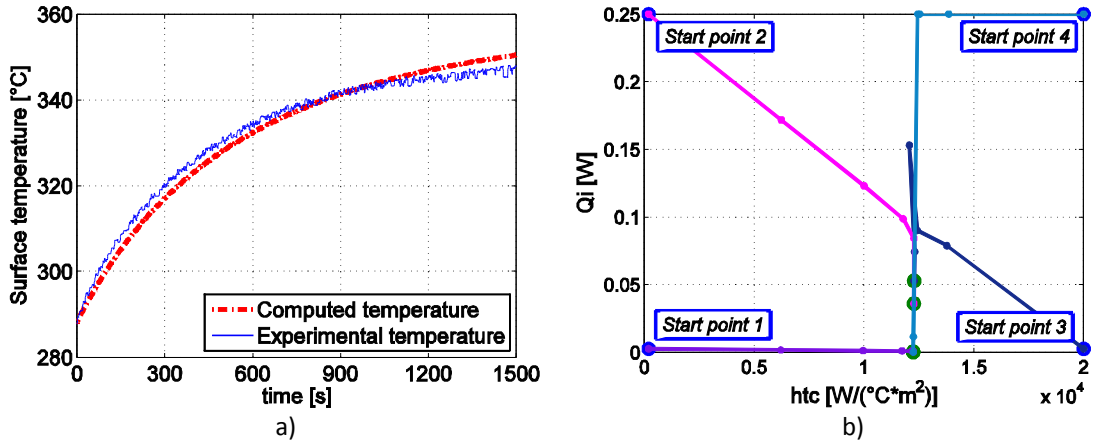 360
340
320
300
280
Surface temperature [°C]
Computed temperature
Experimental temperature
0
300
600
900
1200
1500
time [s]
a)
0.25
0.2
0.15
0.1
0.05
0
Qi [W]
Start point 2
Start point 4
Start point 1
Start point 3
0
0.5
1
1.5
2
x 10⁴
htc [W/(°C*m²)]
b)